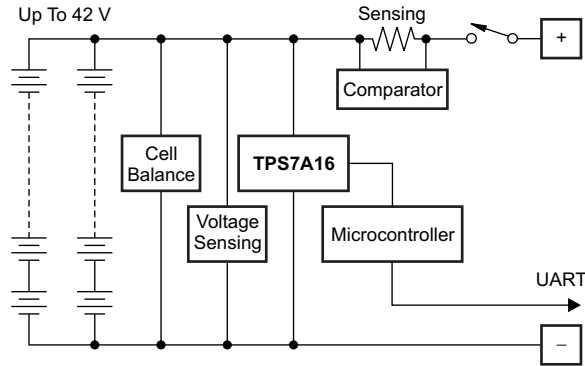 Up To 42 V
Sensing
+
Comparator
Cell
Balance
TPS7A16
Voltage
Sensing
Microcontroller
UART
–